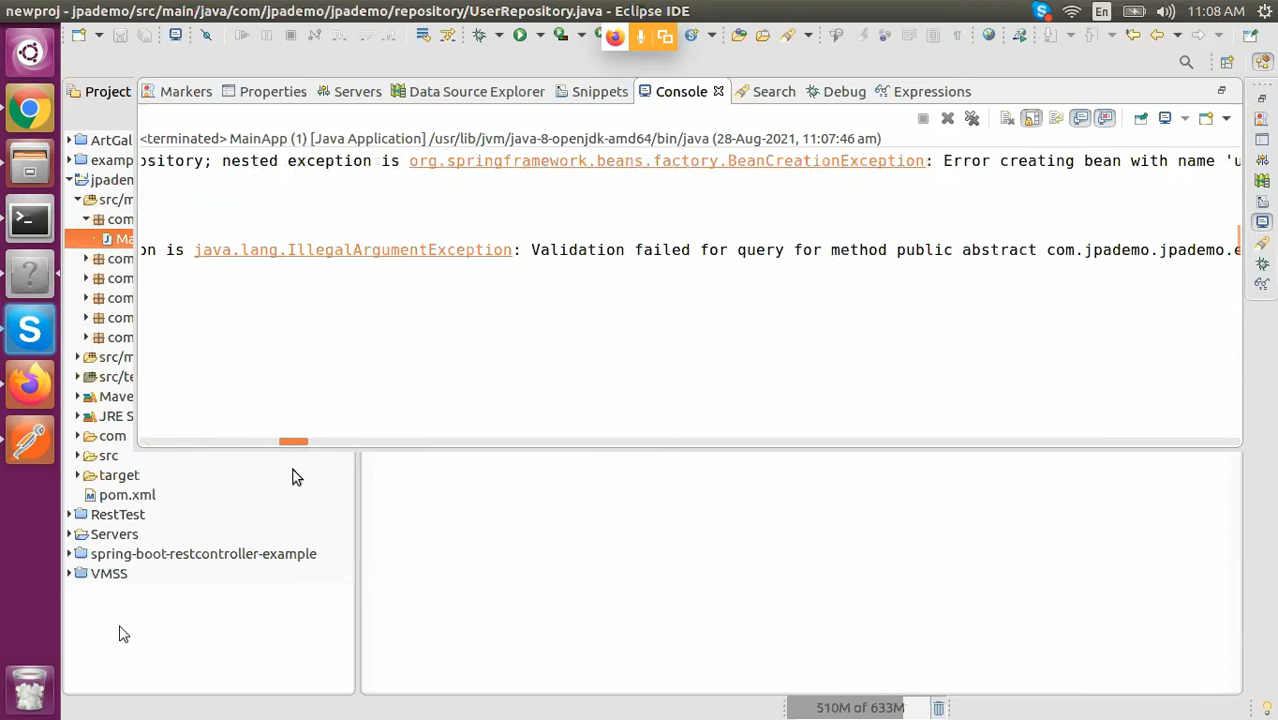 newproj - jpademo/src/main/java/com/jpademo/jpademo/repository/UserRepository.java - Eclipse IDE
En
11:08 AM
Project
Markers
Properties
Servers
Data Source Explorer
Snippets
Console
Search
Debug
Expressions
<terminated> MainApp (1) [Java Application] /usr/lib/jvm/java-8-openjdk-amd64/bin/java (28-Aug-2021, 11:07:46 am)
ository; nested exception is org.springframework.beans.factory.BeanCreationException: Error creating bean with name 'u
on is java.lang.IllegalArgumentException: Validation failed for query for method public abstract com.jpademo.jpademo.e
ArtGal
examp
jpadem
src/m
com
Ma
com
com
com
com
com
src/m
src/te
Mave
JRE S
com
src
target
pom.xml
RestTest
Servers
spring-boot-restcontroller-example
VMSS
510M of 633M